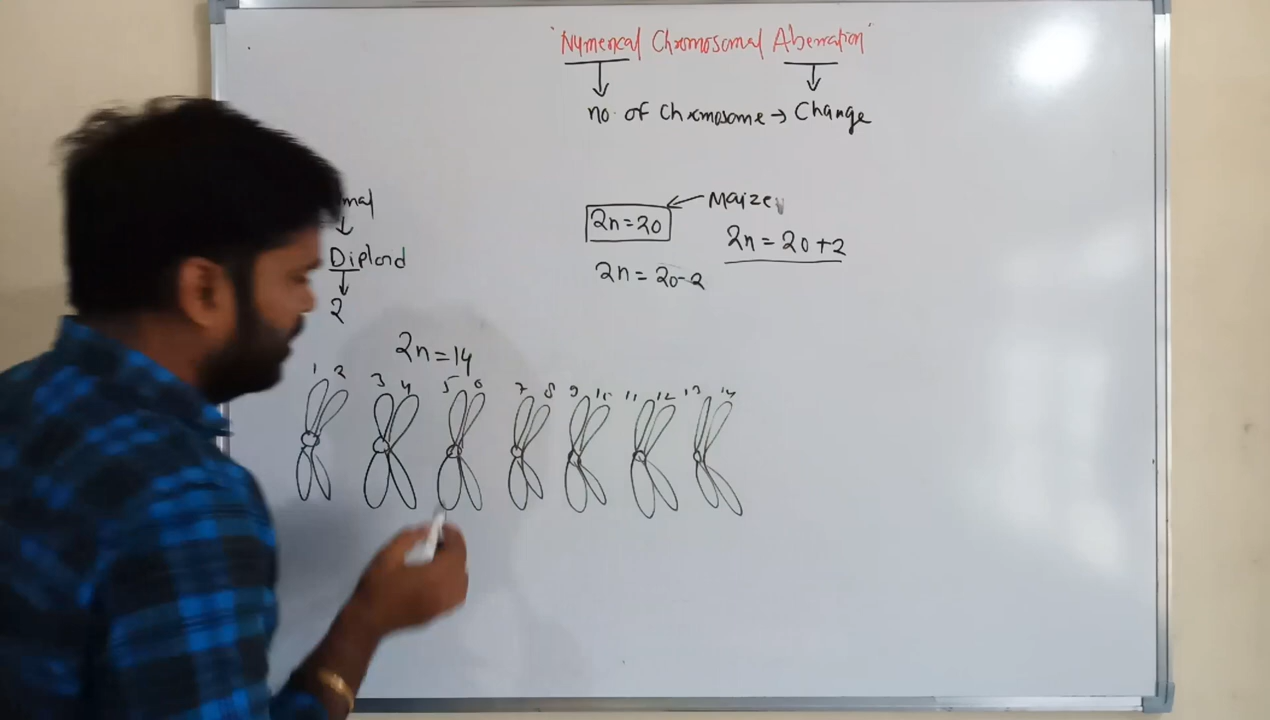 "Numerical Chromosomal Aberration"
no. of Chromosome → Change
mal
2n=20 ← Maize
2n = 20+2
Diploid
2n = 20-2
2
2n=14
1 2 3 4 5 6 7 8 9 10 11 12 13 14